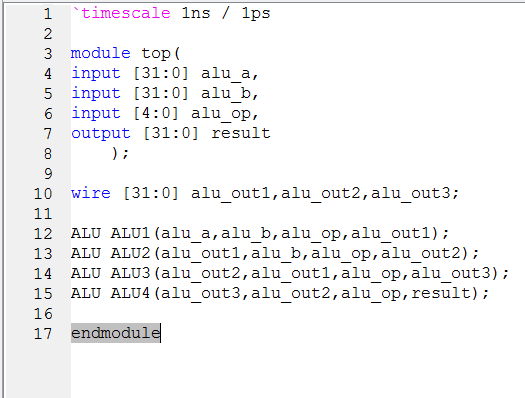 1 `timescale 1ns / 1ps
2
3 module top(
4 input [31:0] alu_a,
5 input [31:0] alu_b,
6 input [4:0] alu_op,
7 output [31:0] result
8     );
9
10 wire [31:0] alu_out1,alu_out2,alu_out3;
11
12 ALU ALU1(alu_a,alu_b,alu_op,alu_out1);
13 ALU ALU2(alu_out1,alu_b,alu_op,alu_out2);
14 ALU ALU3(alu_out2,alu_out1,alu_op,alu_out3);
15 ALU ALU4(alu_out3,alu_out2,alu_op,result);
16
17 endmodule